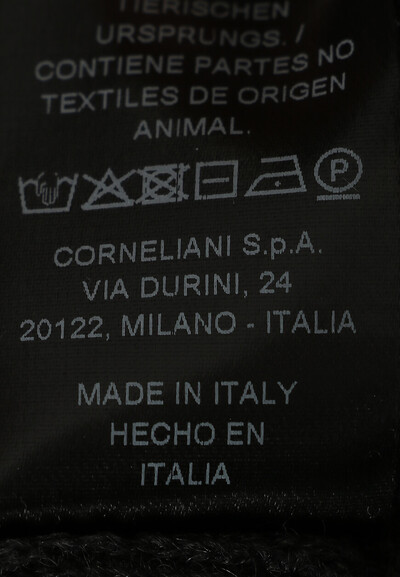 TIERISCHEN
URSPRUNGS. /
CONTIENE PARTES NO
TEXTILES DE ORIGEN
ANIMAL.
P
CORNELIANI S.p.A.
VIA DURINI, 24
20122, MILANO - ITALIA
MADE IN ITALY
HECHO EN
ITALIA